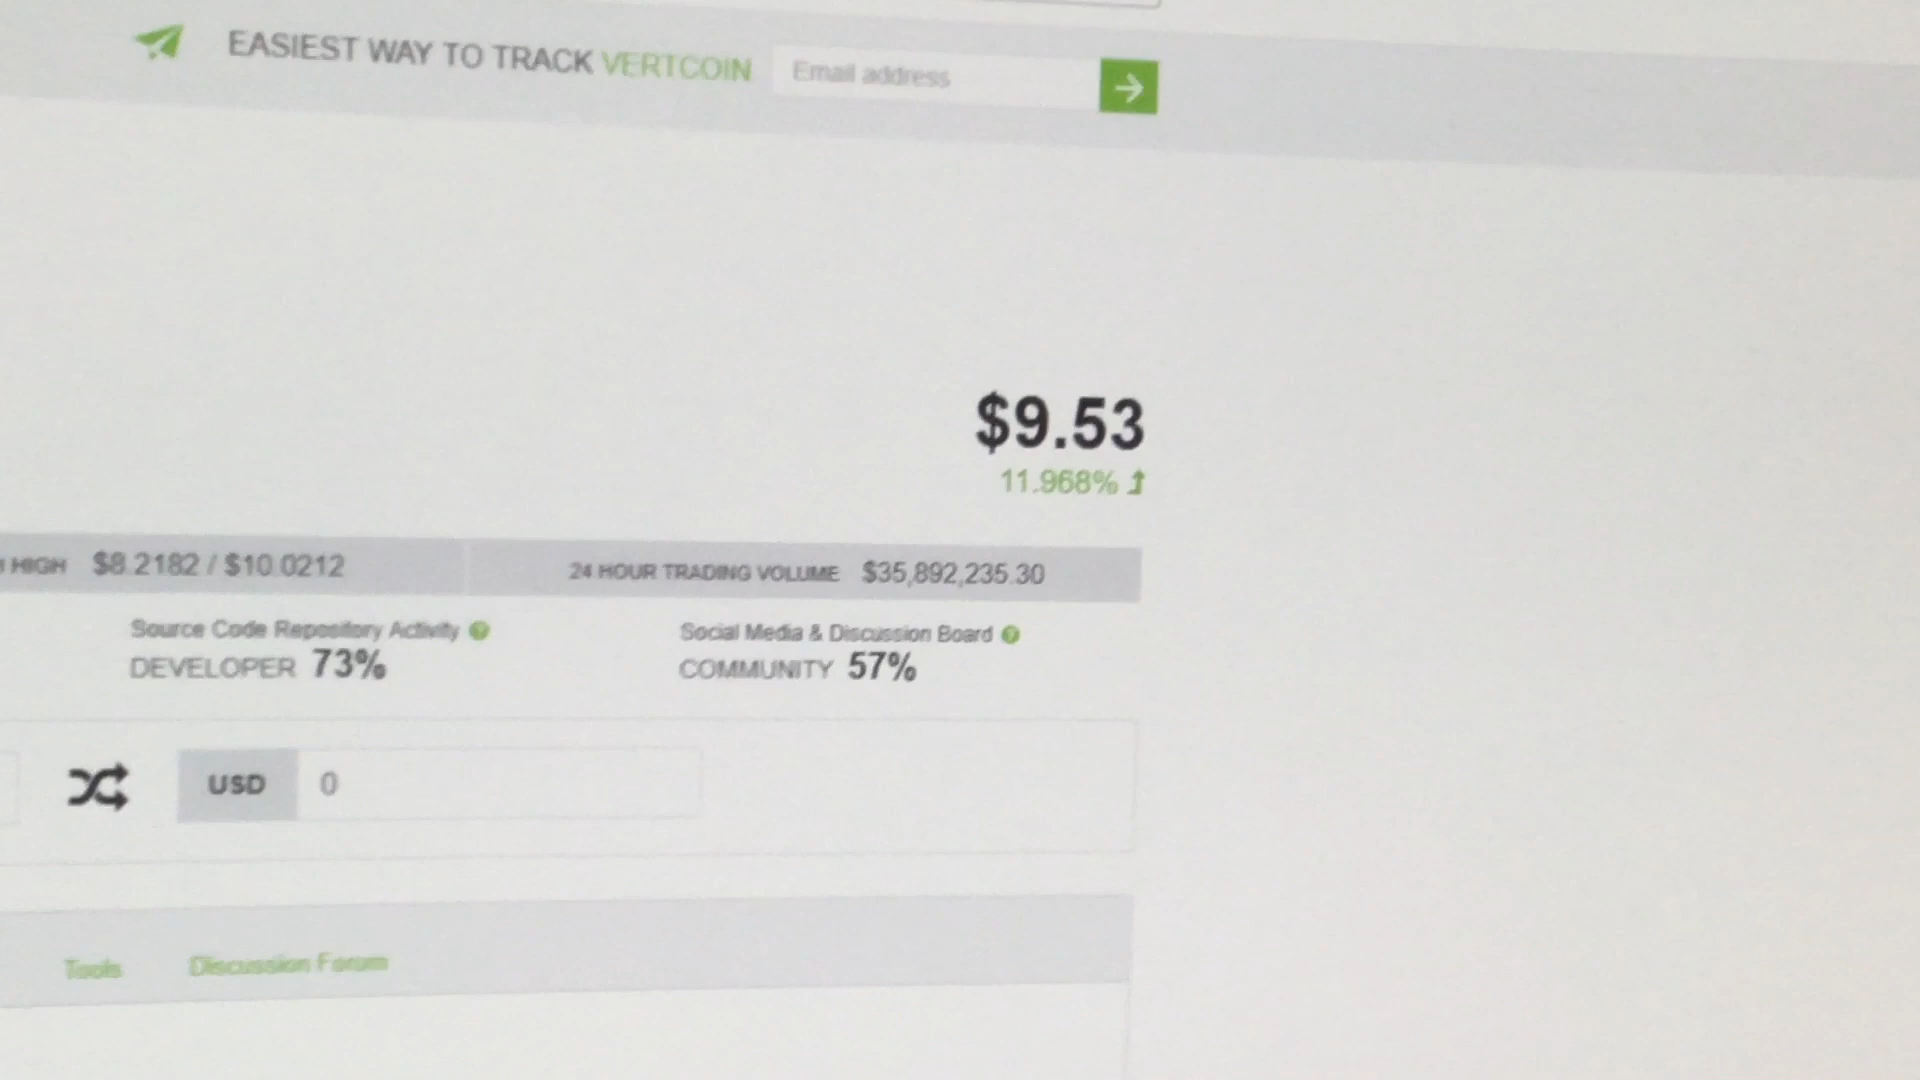 EASIEST WAY TO TRACK VERTCOIN
Email address
$9.53
11.968%
HIGH $8.2182 / $10.0212
24 HOUR TRADING VOLUME $35,892,235.30
Source Code Repository Activity ?
DEVELOPER 73%
Social Media & Discussion Board ?
COMMUNITY 57%
USD 0
Tools
Discussion Forum